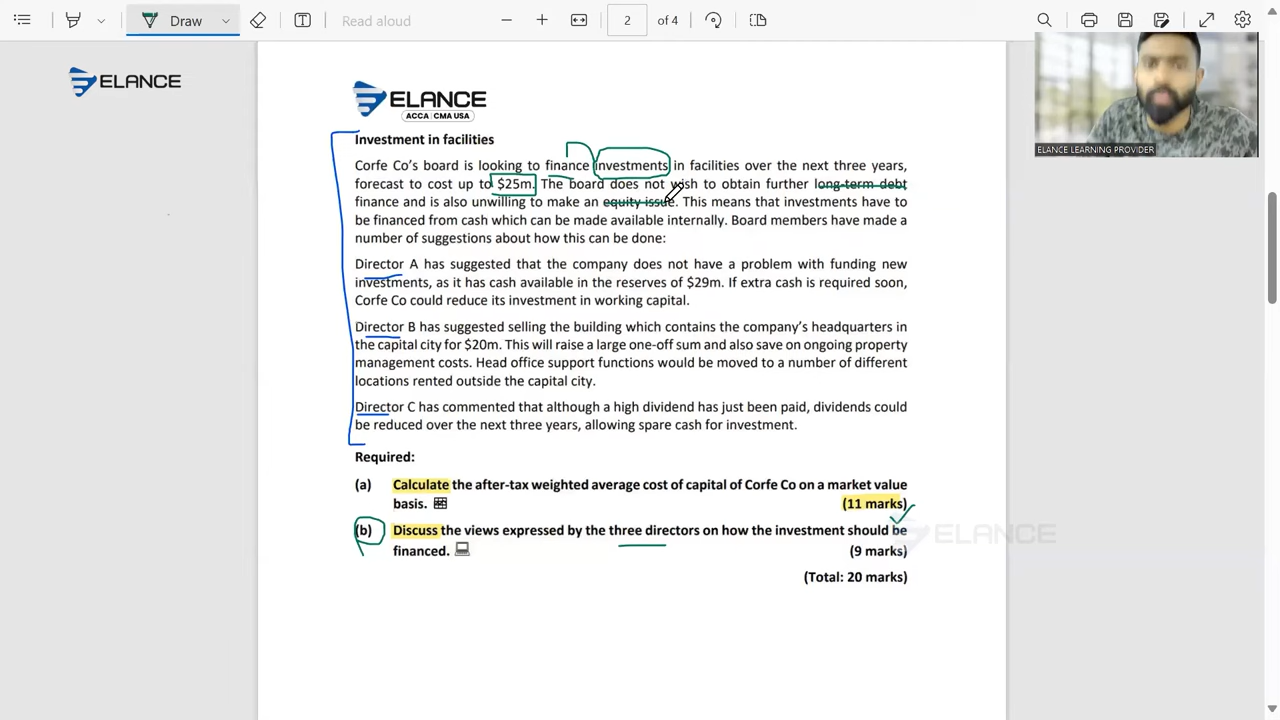 Draw
Read aloud
2
of 4
ELANCE
ELANCE
ACCA | CMA USA
ELANCE LEARNING PROVIDER
Investment in facilities
Corfe Co's board is looking to finance investments in facilities over the next three years,
forecast to cost up to $25m. The board does not wish to obtain further long-term debt
finance and is also unwilling to make an equity issue. This means that investments have to
be financed from cash which can be made available internally. Board members have made a
number of suggestions about how this can be done:
Director A has suggested that the company does not have a problem with funding new
investments, as it has cash available in the reserves of $29m. If extra cash is required soon,
Corfe Co could reduce its investment in working capital.
Director B has suggested selling the building which contains the company's headquarters in
the capital city for $20m. This will raise a large one-off sum and also save on ongoing property
management costs. Head office support functions would be moved to a number of different
locations rented outside the capital city.
Director C has commented that although a high dividend has just been paid, dividends could
be reduced over the next three years, allowing spare cash for investment.
Required:
(a) Calculate the after-tax weighted average cost of capital of Corfe Co on a market value
basis. (11 marks)
(b) Discuss the views expressed by the three directors on how the investment should be
financed. (9 marks)
ELANCE
(Total: 20 marks)